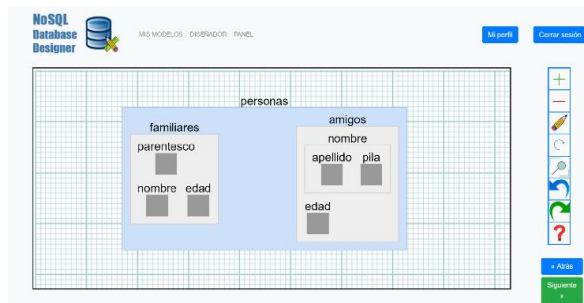 NoSQL
Database
Designer
MIS MODELOS DISEÑADOR PANEL
Mi perfil
Cerrar sesión
personas
familiares
parentesco
nombre edad
amigos
nombre
apellido pila
edad
?
« Atrás
Siguiente
»